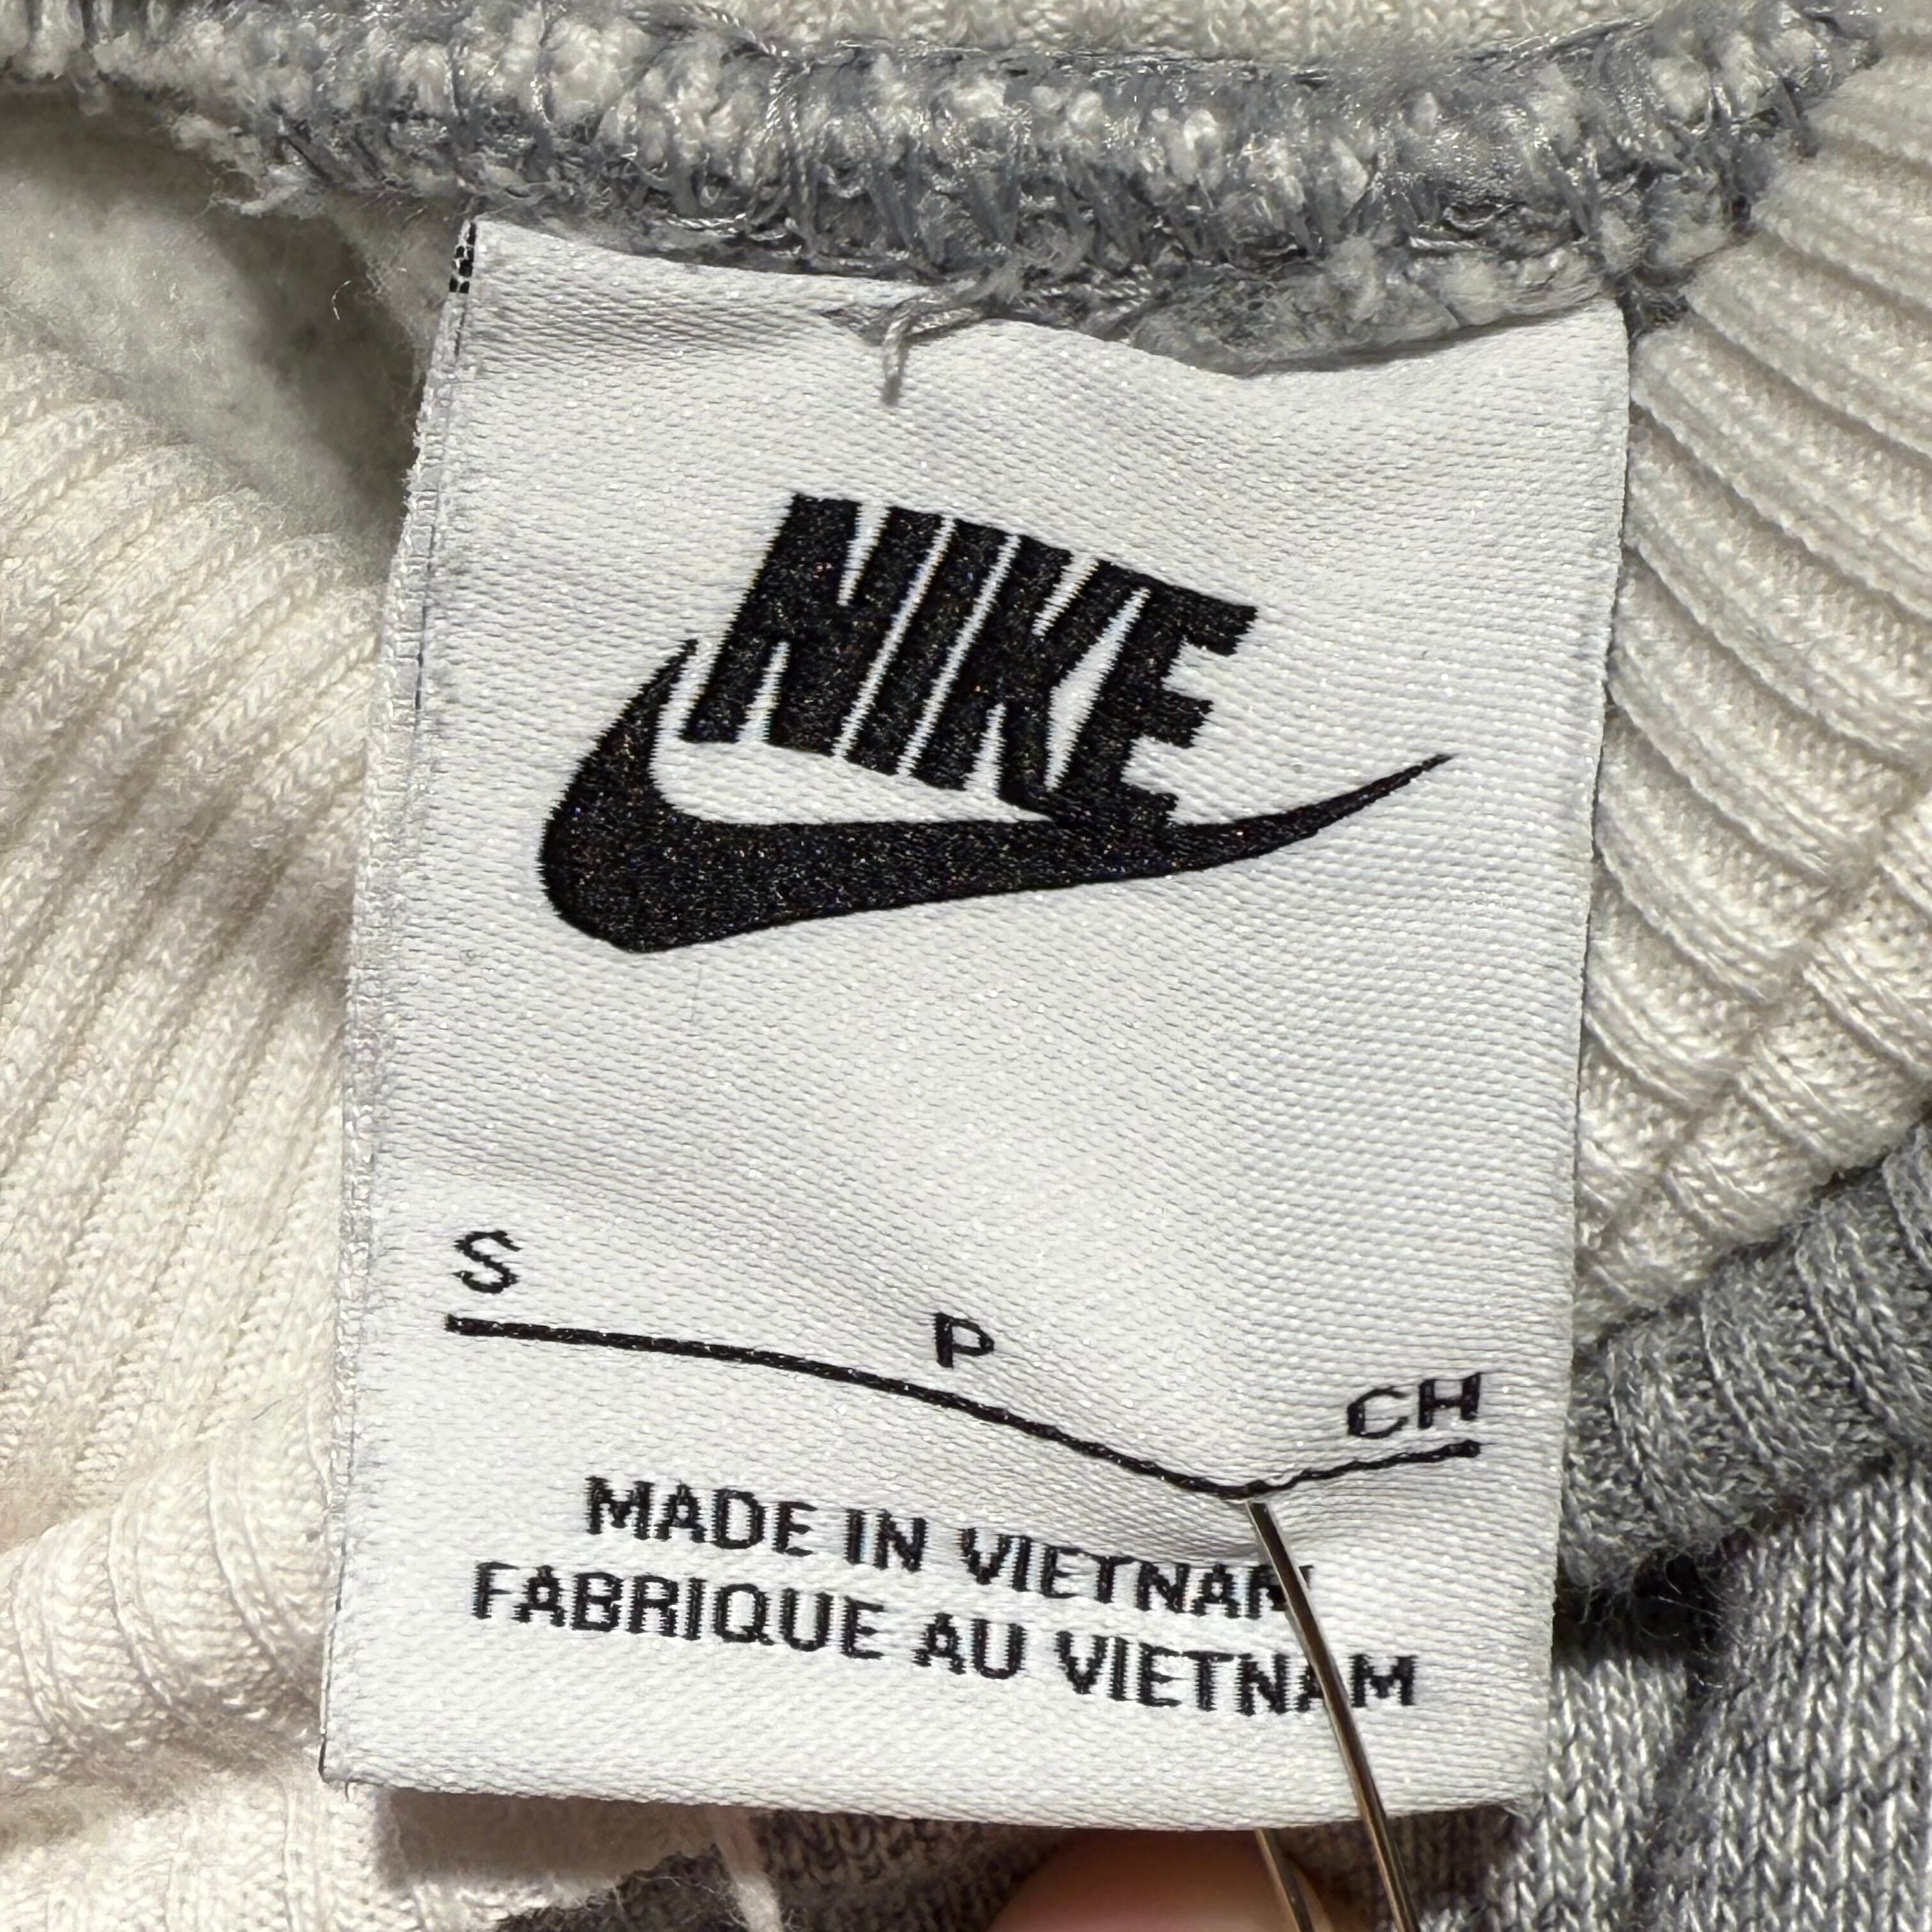 NIKE
S P CH
MADE IN VIETNAM
FABRIQUE AU VIETNAM